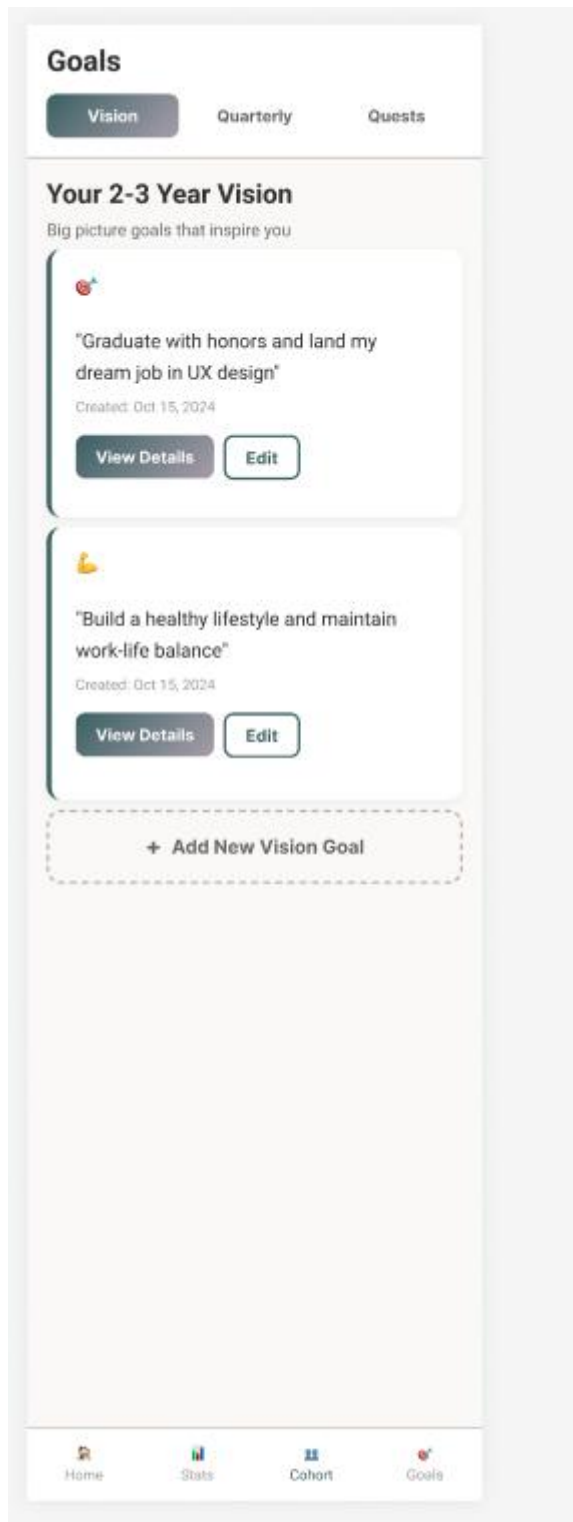 Goals
Vision Quarterly Quests
Your 2-3 Year Vision
Big picture goals that inspire you
"Graduate with honors and land my
dream job in UX design"
Created: Oct 15, 2024
View Details Edit
"Build a healthy lifestyle and maintain
work-life balance"
Created: Oct 15, 2024
View Details Edit
+ Add New Vision Goal
Home Stats Cohort Goals